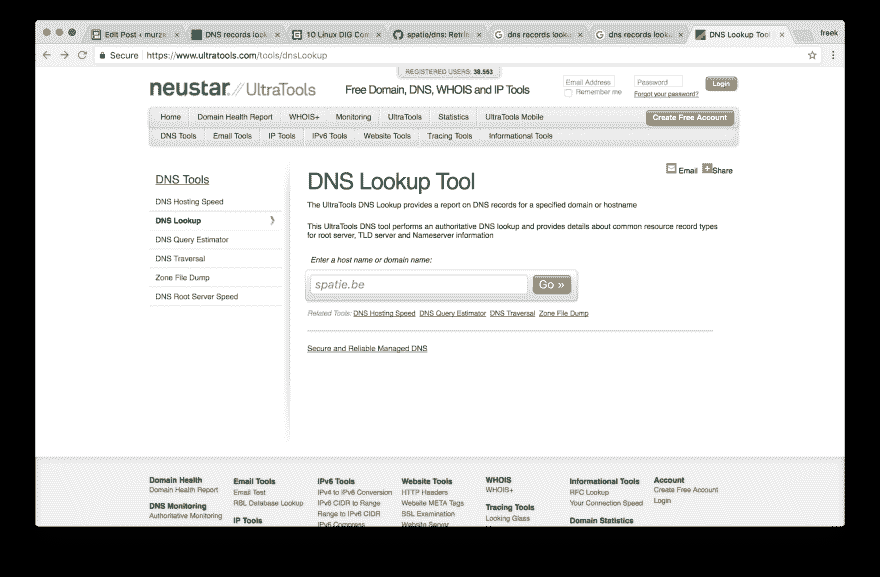 Edit Post ‹ murze
DNS records look
10 Linux DIG Com
spatie/dns: Retrie
dns records looku
dns records looku
DNS Lookup Tool
freek
Secure
https://www.ultratools.com/tools/dnsLookup
REGISTERED USERS: 38.553
neustar // UltraTools
Free Domain, DNS, WHOIS and IP Tools
Email Address
Password
Login
Remember me
Forgot your password?
Home
Domain Health Report
WHOIS+
Monitoring
UltraTools
Statistics
UltraTools Mobile
Create Free Account
DNS Tools
Email Tools
IP Tools
IPv6 Tools
Website Tools
Tracing Tools
Informational Tools
Email
Share
DNS Tools
DNS Hosting Speed
DNS Lookup
DNS Query Estimator
DNS Traversal
Zone File Dump
DNS Root Server Speed
DNS Lookup Tool
The UltraTools DNS Lookup provides a report on DNS records for a specified domain or hostname
This UltraTools DNS tool performs an authoritative DNS lookup and provides details about common resource record types
for root server, TLD server and Nameserver information
Enter a host name or domain name:
spatie.be
Go »
Related Tools: DNS Hosting Speed DNS Query Estimator DNS Traversal Zone File Dump
Secure and Reliable Managed DNS
Domain Health
Domain Health Report
DNS Monitoring
Authoritative Monitoring
Email Tools
Email Test
RBL Database Lookup
IP Tools
IPv6 Tools
IPv4 to IPv6 Conversion
IPv6 CIDR to Range
Range to IPv6 CIDR
IPv6 Compress
Website Tools
HTTP Headers
Website META Tags
SSL Examination
Website Server
WHOIS
WHOIS+
Tracing Tools
Looking Glass
Informational Tools
RFC Lookup
Your Connection Speed
Domain Statistics
Account
Create Free Account
Login